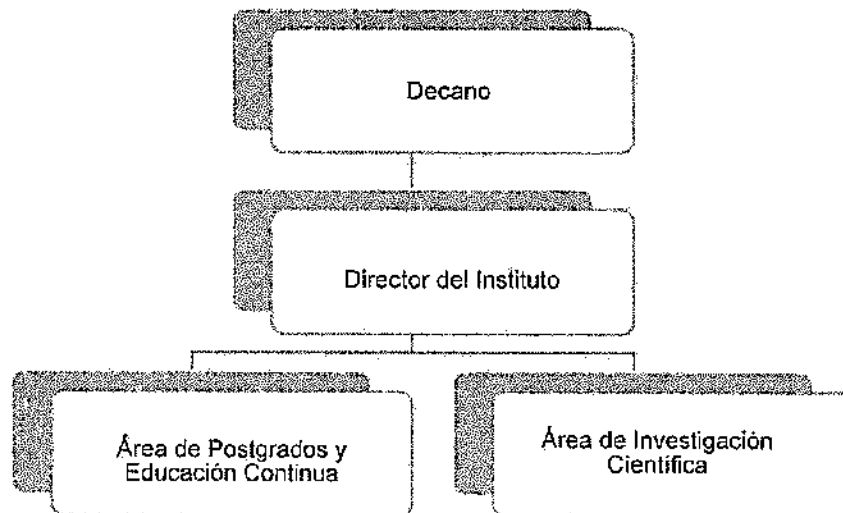 Decano
Director del Instituto
Área de Postgrados y
Educación Continua
Área de Investigación
Científica